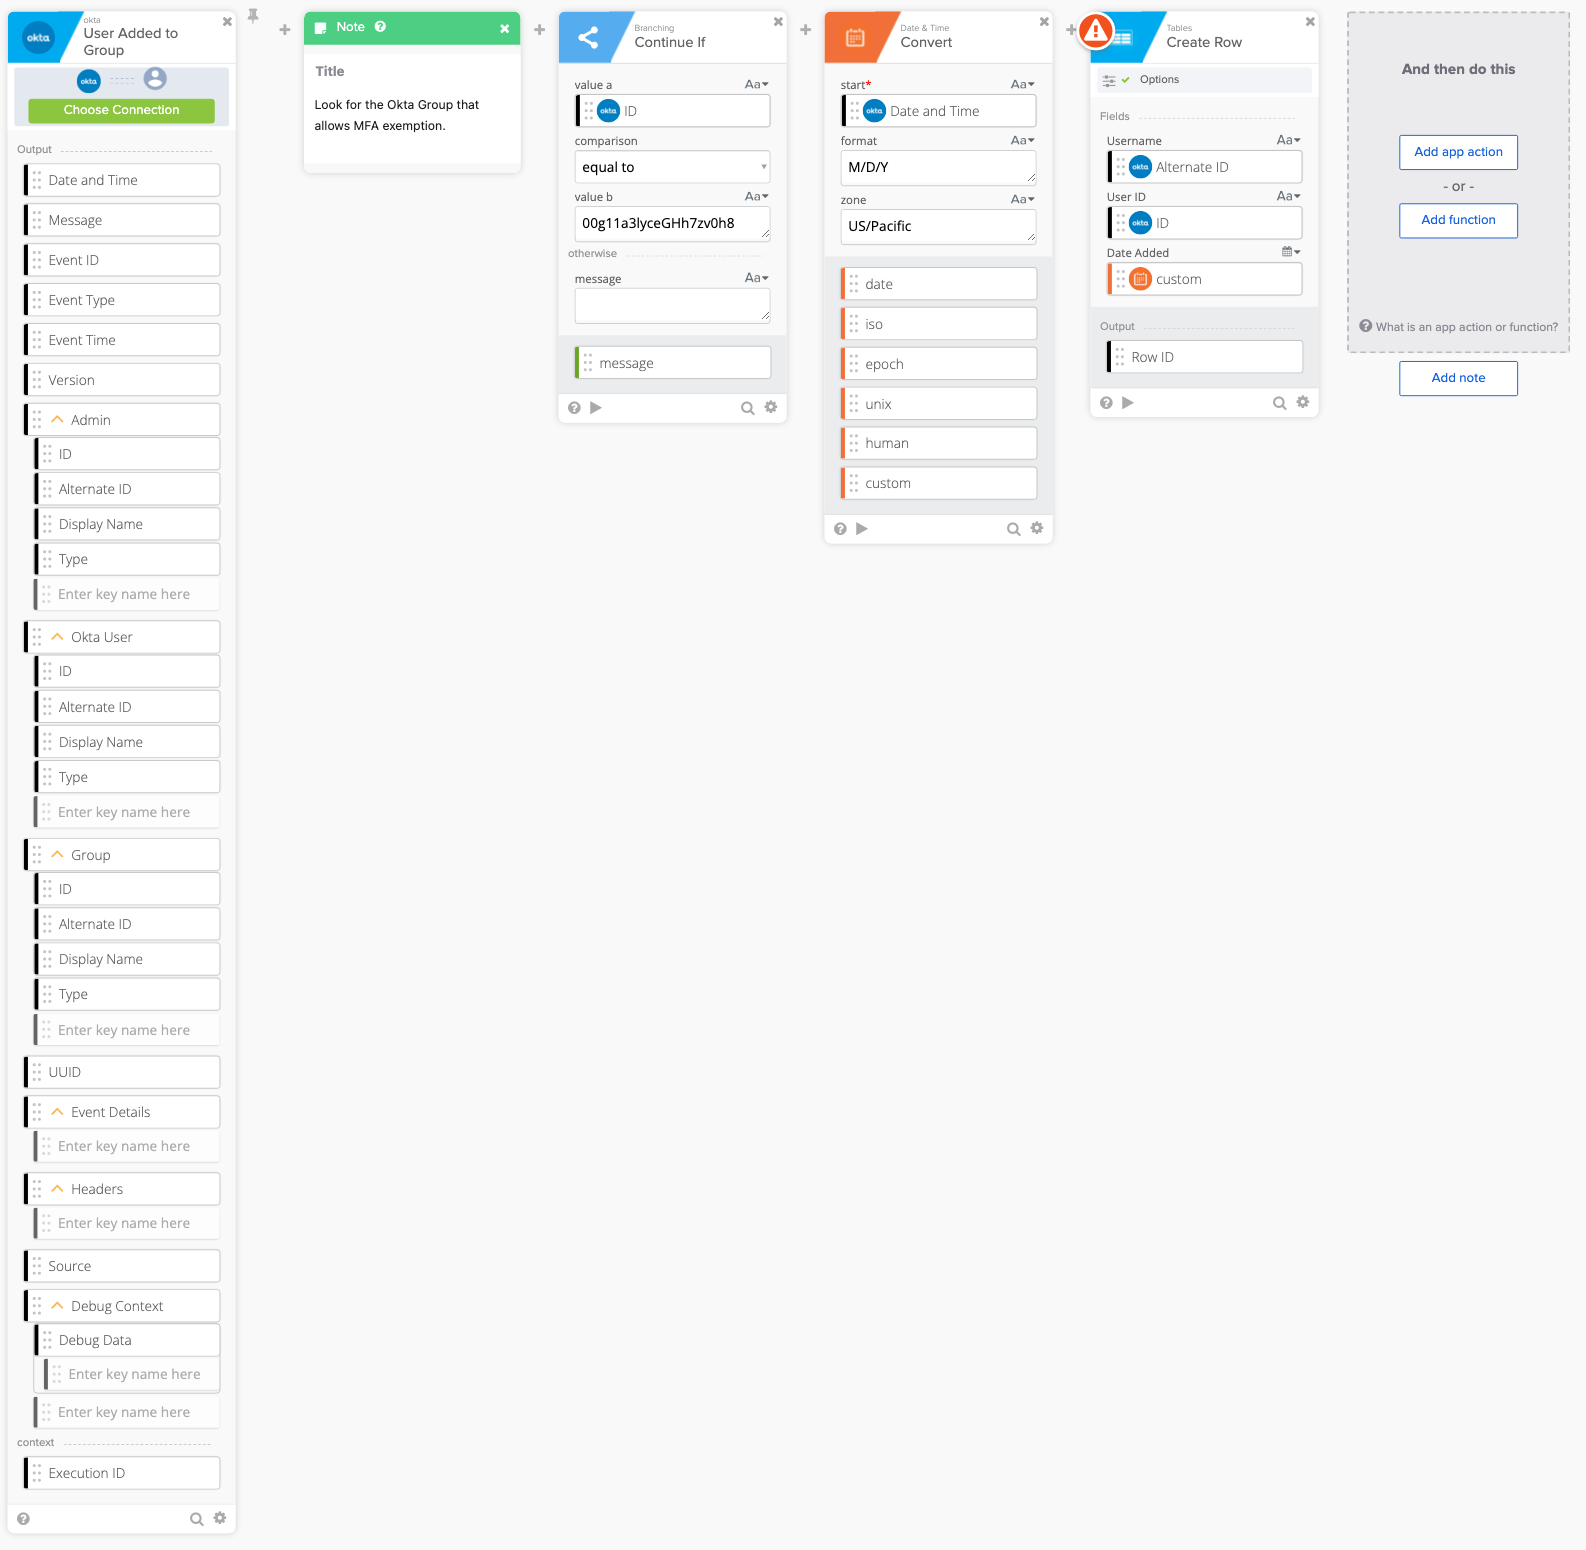 okta
okta
User Added to
Group
okta
Choose Connection
Output
Date and Time
Message
Event ID
Event Type
Event Time
Version
Admin
ID
Alternate ID
Display Name
Type
Enter key name here
Okta User
ID
Alternate ID
Display Name
Type
Enter key name here
Group
ID
Alternate ID
Display Name
Type
Enter key name here
UUID
Event Details
Enter key name here
Headers
Enter key name here
Source
Debug Context
Debug Data
Enter key name here
Enter key name here
context
Execution ID
Note
Title
Look for the Okta Group that
allows MFA exemption.
Branching
Continue If
value a
Aa
okta ID
comparison
equal to
value b
Aa
00g11a3lyceGHh7zv0h8
otherwise
message
Aa
message
Date & Time
Convert
start*
Aa
okta Date and Time
format
Aa
M/D/Y
zone
Aa
US/Pacific
date
iso
epoch
unix
human
custom
Tables
Create Row
Options
Fields
Username
Aa
okta Alternate ID
User ID
Aa
okta ID
Date Added
custom
Output
Row ID
And then do this
Add app action
- or -
Add function
What is an app action or function?
Add note